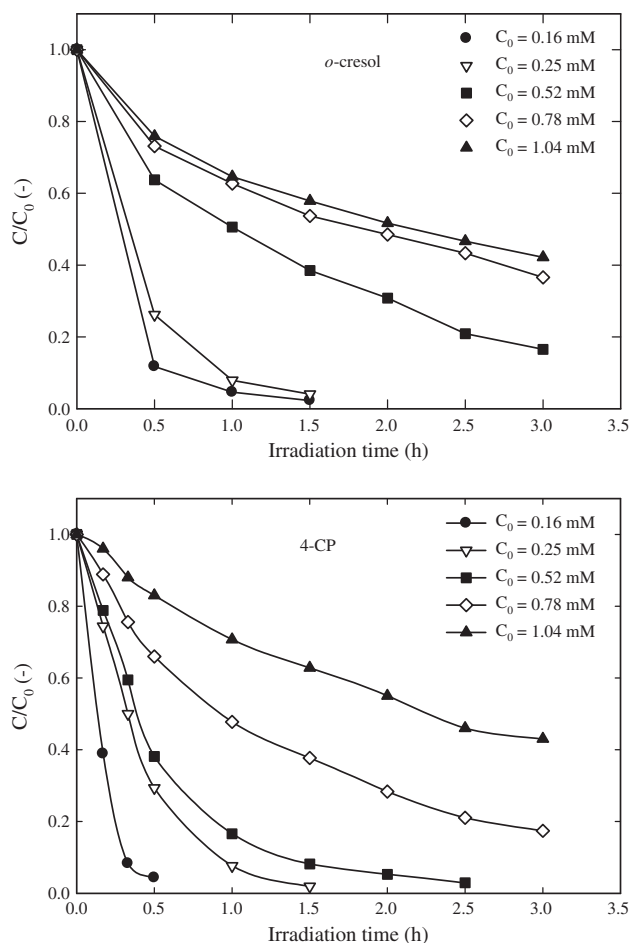 o-cresol
C₀ = 0.16 mM
C₀ = 0.25 mM
C₀ = 0.52 mM
C₀ = 0.78 mM
C₀ = 1.04 mM
1.0
0.8
0.6
0.4
0.2
0.0
C/C₀ (-)
0.0 0.5 1.0 1.5 2.0 2.5 3.0 3.5
Irradiation time (h)
4-CP
C₀ = 0.16 mM
C₀ = 0.25 mM
C₀ = 0.52 mM
C₀ = 0.78 mM
C₀ = 1.04 mM
1.0
0.8
0.6
0.4
0.2
0.0
C/C₀ (-)
0.0 0.5 1.0 1.5 2.0 2.5 3.0 3.5
Irradiation time (h)